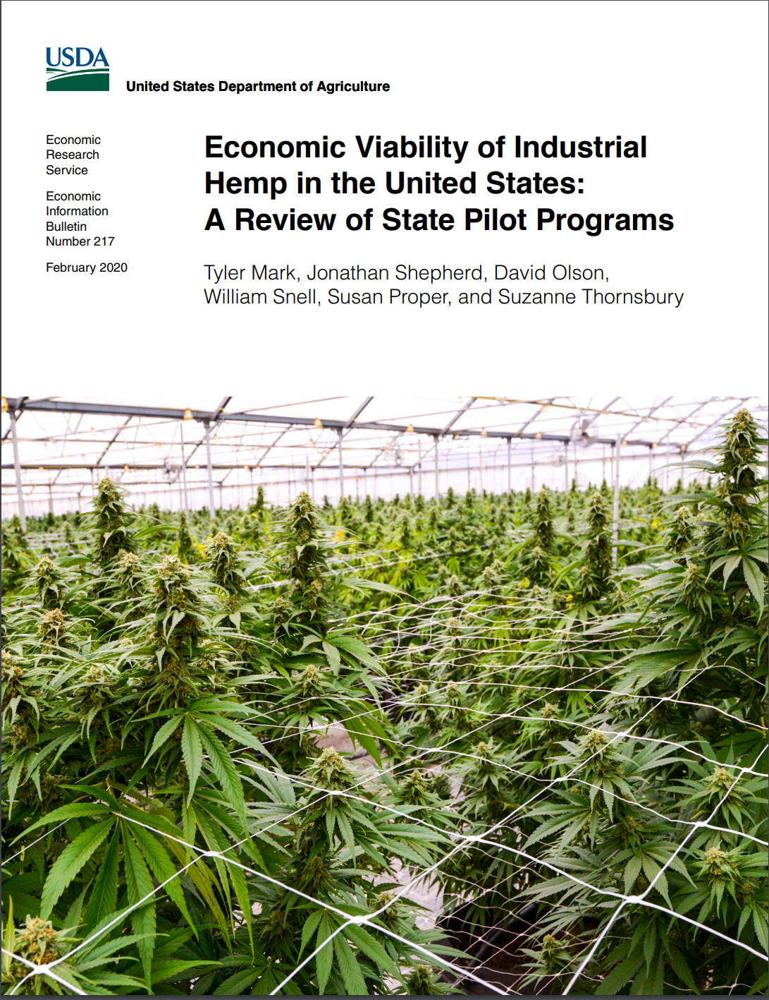 USDA
United States Department of Agriculture
Economic
Research
Service
Economic
Information
Bulletin
Number 217
February 2020
Economic Viability of Industrial
Hemp in the United States:
A Review of State Pilot Programs
Tyler Mark, Jonathan Shepherd, David Olson,
William Snell, Susan Proper, and Suzanne Thornsbury